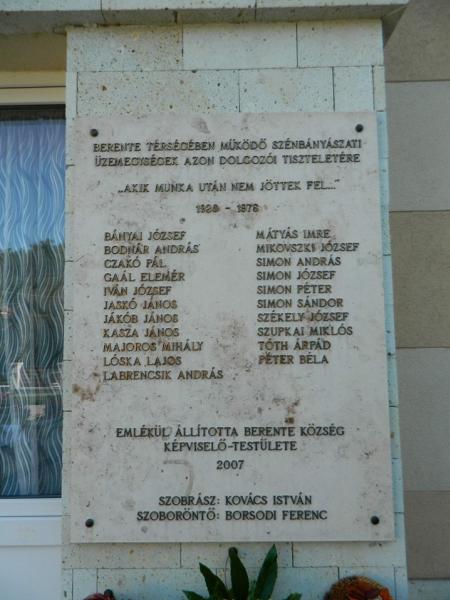 BERENTE TÉRSÉGÉBEN MŰKÖDŐ SZÉNBÁNYÁSZATI
ÜZEMEGYSÉGEK AZON DOLGOZÓI TISZTELETÉRE
„AKIK MUNKA UTÁN NEM JÖTTEK FEL..."
BÁNYAI JÓZSEF
BODNÁR ANDRÁS
CZAKÓ PÁL
GAÁL ELEMÉR
IVÁN JÓZSEF
JASKÓ JÁNOS
JÁKÓB JÁNOS
KASZA JÁNOS
MAJOROS MIHÁLY
LÓSKA LAJOS
LABRENCSIK ANDRÁS
MÁTYÁS IMRE
MIKOVSZKI JÓZSEF
SIMON ANDRÁS
SIMON JÓZSEF
SIMON PÉTER
SIMON SÁNDOR
SZÉKELY JÓZSEF
SZUPKAI MIKLÓS
TÓTH ÁRPÁD
PÉTER BÉLA
EMLÉKÜL ÁLLÍTOTTA BERENTE KÖZSÉG
KÉPVISELŐ-TESTÜLETE
2007
SZOBRÁSZ: KOVÁCS ISTVÁN
SZOBORÖNTŐ: BORSODI FERENC